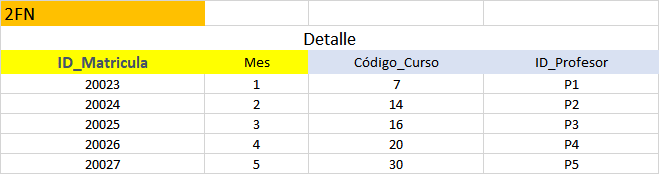 2FN
Detalle
ID_Matricula Mes Código_Curso ID_Profesor
20023 1 7 P1
20024 2 14 P2
20025 3 16 P3
20026 4 20 P4
20027 5 30 P5